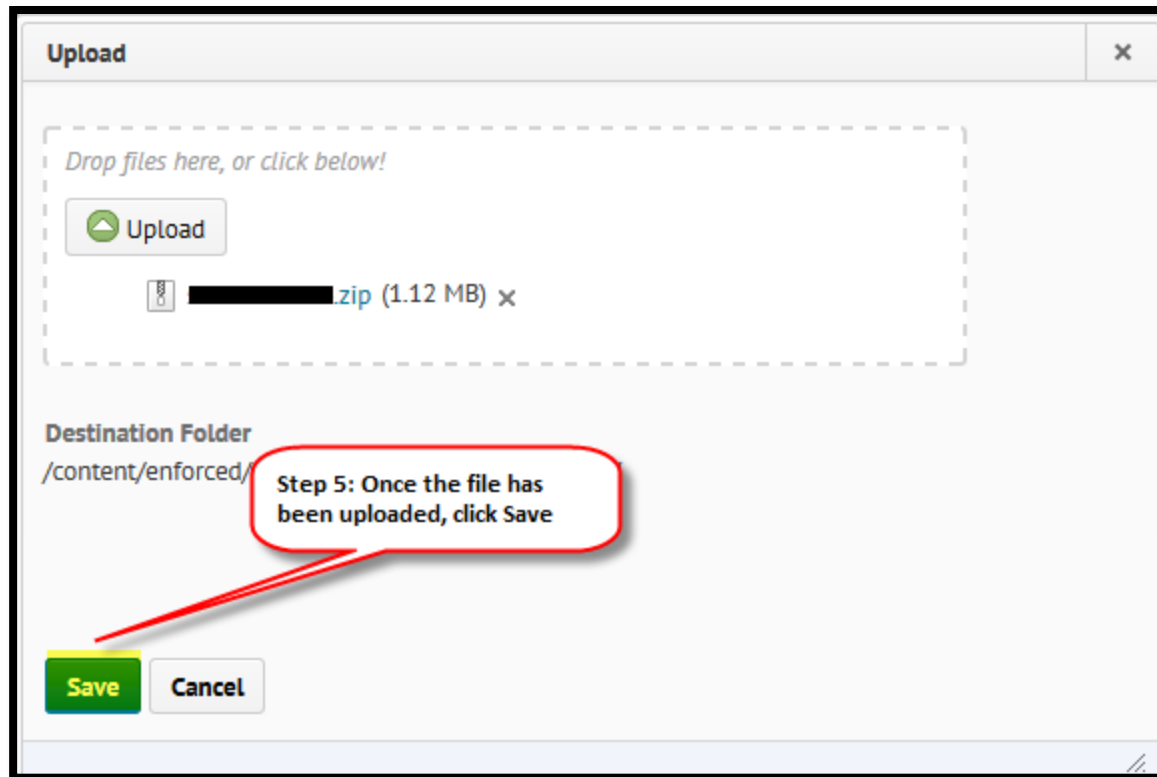 Upload
Drop files here, or click below!
Upload
.zip (1.12 MB)
Destination Folder
/content/enforced/
Step 5: Once the file has
been uploaded, click Save
Save
Cancel